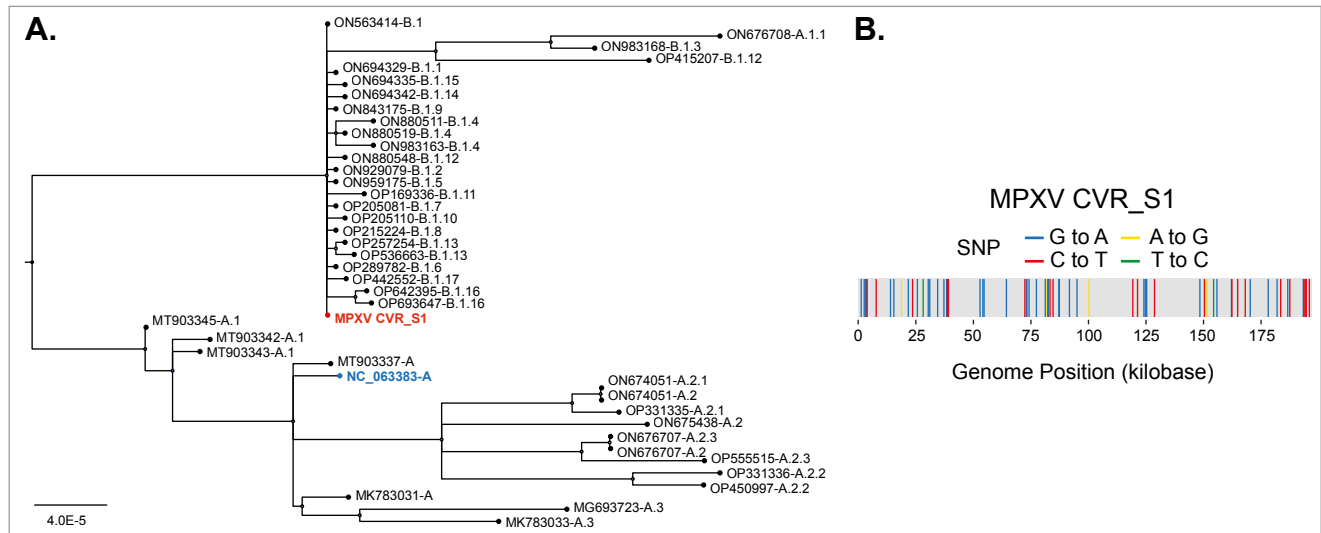 A.
ON563414-B.1
ON676708-A.1.1
ON983168-B.1.3
OP415207-B.1.12
ON694329-B.1.1
ON694335-B.1.15
ON694342-B.1.14
ON843175-B.1.9
ON880511-B.1.4
ON880519-B.1.4
ON983163-B.1.4
ON880548-B.1.12
ON929079-B.1.2
ON959175-B.1.5
OP169336-B.1.11
OP205081-B.1.7
OP205110-B.1.10
OP215224-B.1.8
OP257254-B.1.13
OP536663-B.1.13
OP289782-B.1.6
OP442552-B.1.17
OP642395-B.1.16
OP693647-B.1.16
MPXV CVR_S1
MT903345-A.1
MT903342-A.1
MT903343-A.1
MT903337-A
NC_063383-A
ON674051-A.2.1
ON674051-A.2
OP331335-A.2.1
ON675438-A.2
ON676707-A.2.3
ON676707-A.2
OP555515-A.2.3
OP331336-A.2.2
OP450997-A.2.2
MK783031-A
MG693723-A.3
MK783033-A.3
4.0E-5
B.
MPXV CVR_S1
SNP
G to A A to G
C to T T to C
0 25 50 75 100 125 150 175
Genome Position (kilobase)